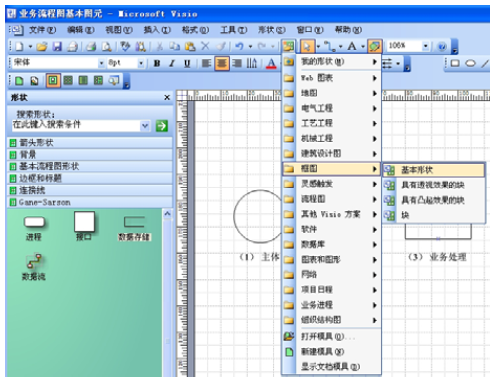 业务流程图基本图元 - Microsoft Visio
文件(F) 编辑(E) 视图(V) 插入(I) 格式(O) 工具(T) 形状(S) 窗口(W) 帮助(H)
100%
宋体 8pt B I U A
形状
搜索形状:
在此键入搜索条件
箭头形状
背景
基本流程图形状
边框和标题
连接线
Gane-Sarson
进程 接口 数据存储
数据流
(1) 主体
(3) 业务处理
我的形状(M)
Web 图表
地图
电气工程
工艺工程
机械工程
建筑设计图
框图
灵感触发
流程图
其他 Visio 方案
软件
数据库
图表和图形
网络
项目日程
业务进程
组织结构图
打开模具(O)...
新建模具(N)
显示文档模具(D)
基本形状
具有透视效果的块
具有凸起效果的块
块